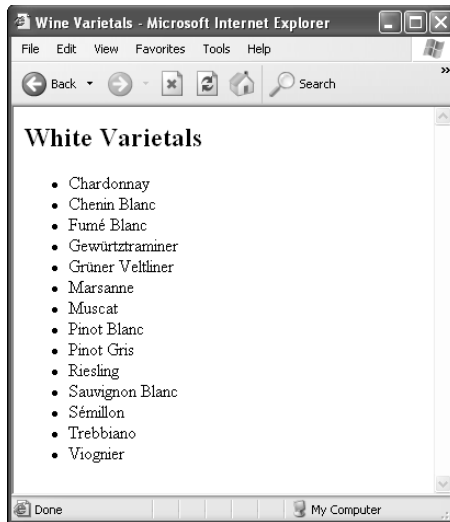 Wine Varietals - Microsoft Internet Explorer
File Edit View Favorites Tools Help
Back Search »
White Varietals
• Chardonnay
• Chenin Blanc
• Fumé Blanc
• Gewürtztraminer
• Grüner Veltliner
• Marsanne
• Muscat
• Pinot Blanc
• Pinot Gris
• Riesling
• Sauvignon Blanc
• Sémillon
• Trebbiano
• Viognier
Done My Computer